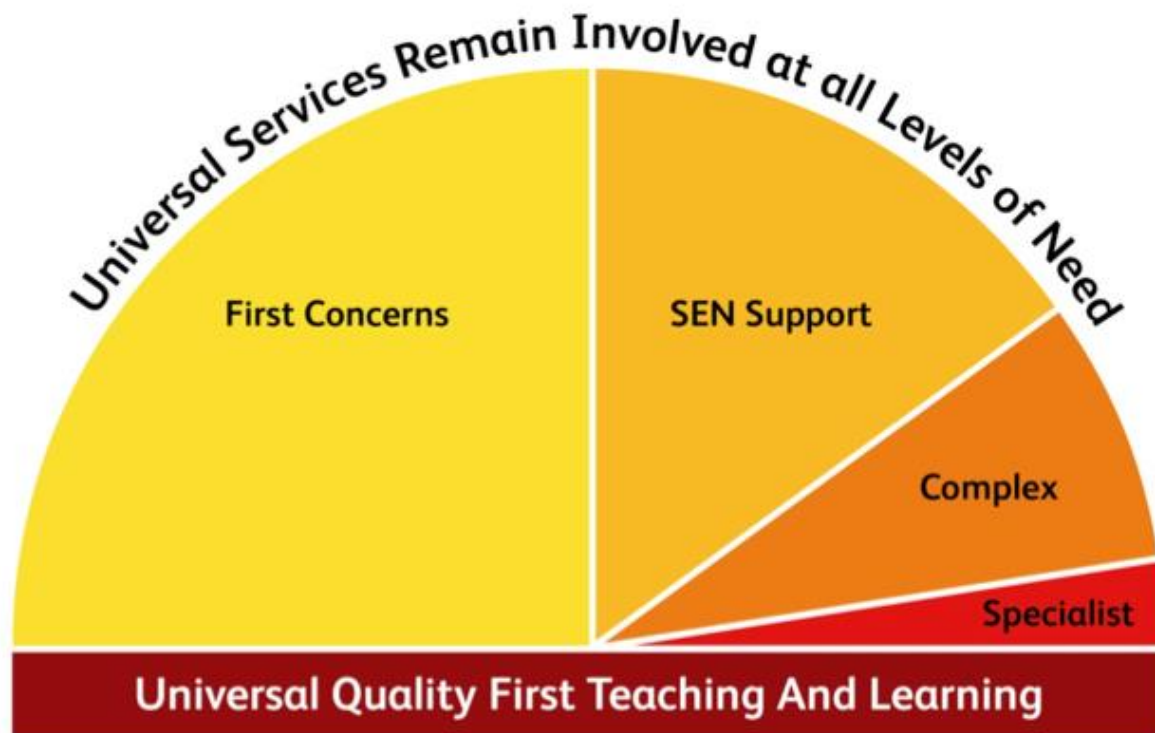 Universal Services Remain Involved at all Levels of Need
First Concerns
SEN Support
Complex
Specialist
Universal Quality First Teaching And Learning